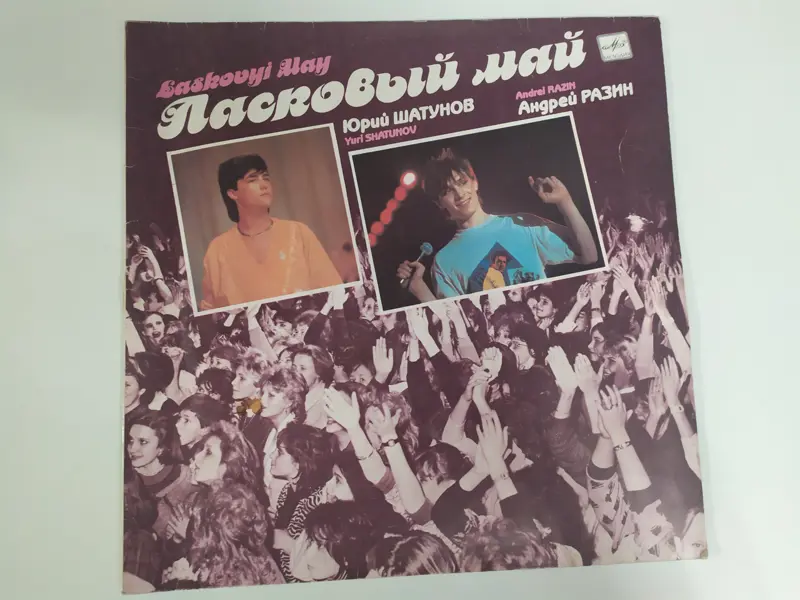 Laskovyi May
Ласковый май
Юрий ШАТУНОВ
Yuri SHATUNOV
Andrei RAZIN
Андрей РАЗИН